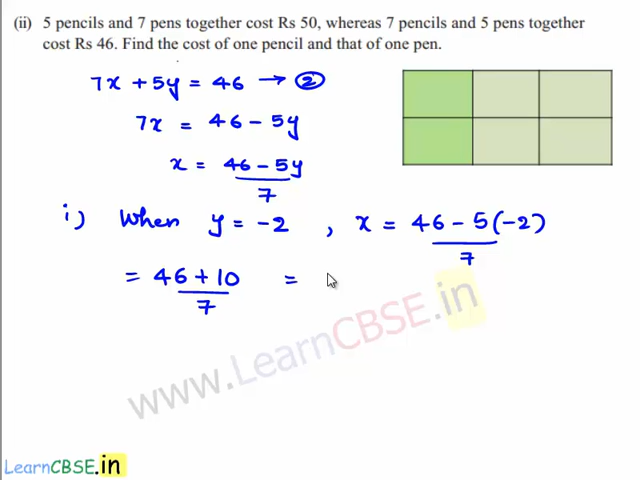 (ii) 5 pencils and 7 pens together cost Rs 50, whereas 7 pencils and 5 pens together
cost Rs 46. Find the cost of one pencil and that of one pen.
7x + 5y = 46 → ②
7x = 46 - 5y
x = 46 - 5y / 7
i) When y = -2 , x = 46 - 5(-2) / 7
= 46 + 10 / 7 =
www.LearnCBSE.in
LearnCBSE.in